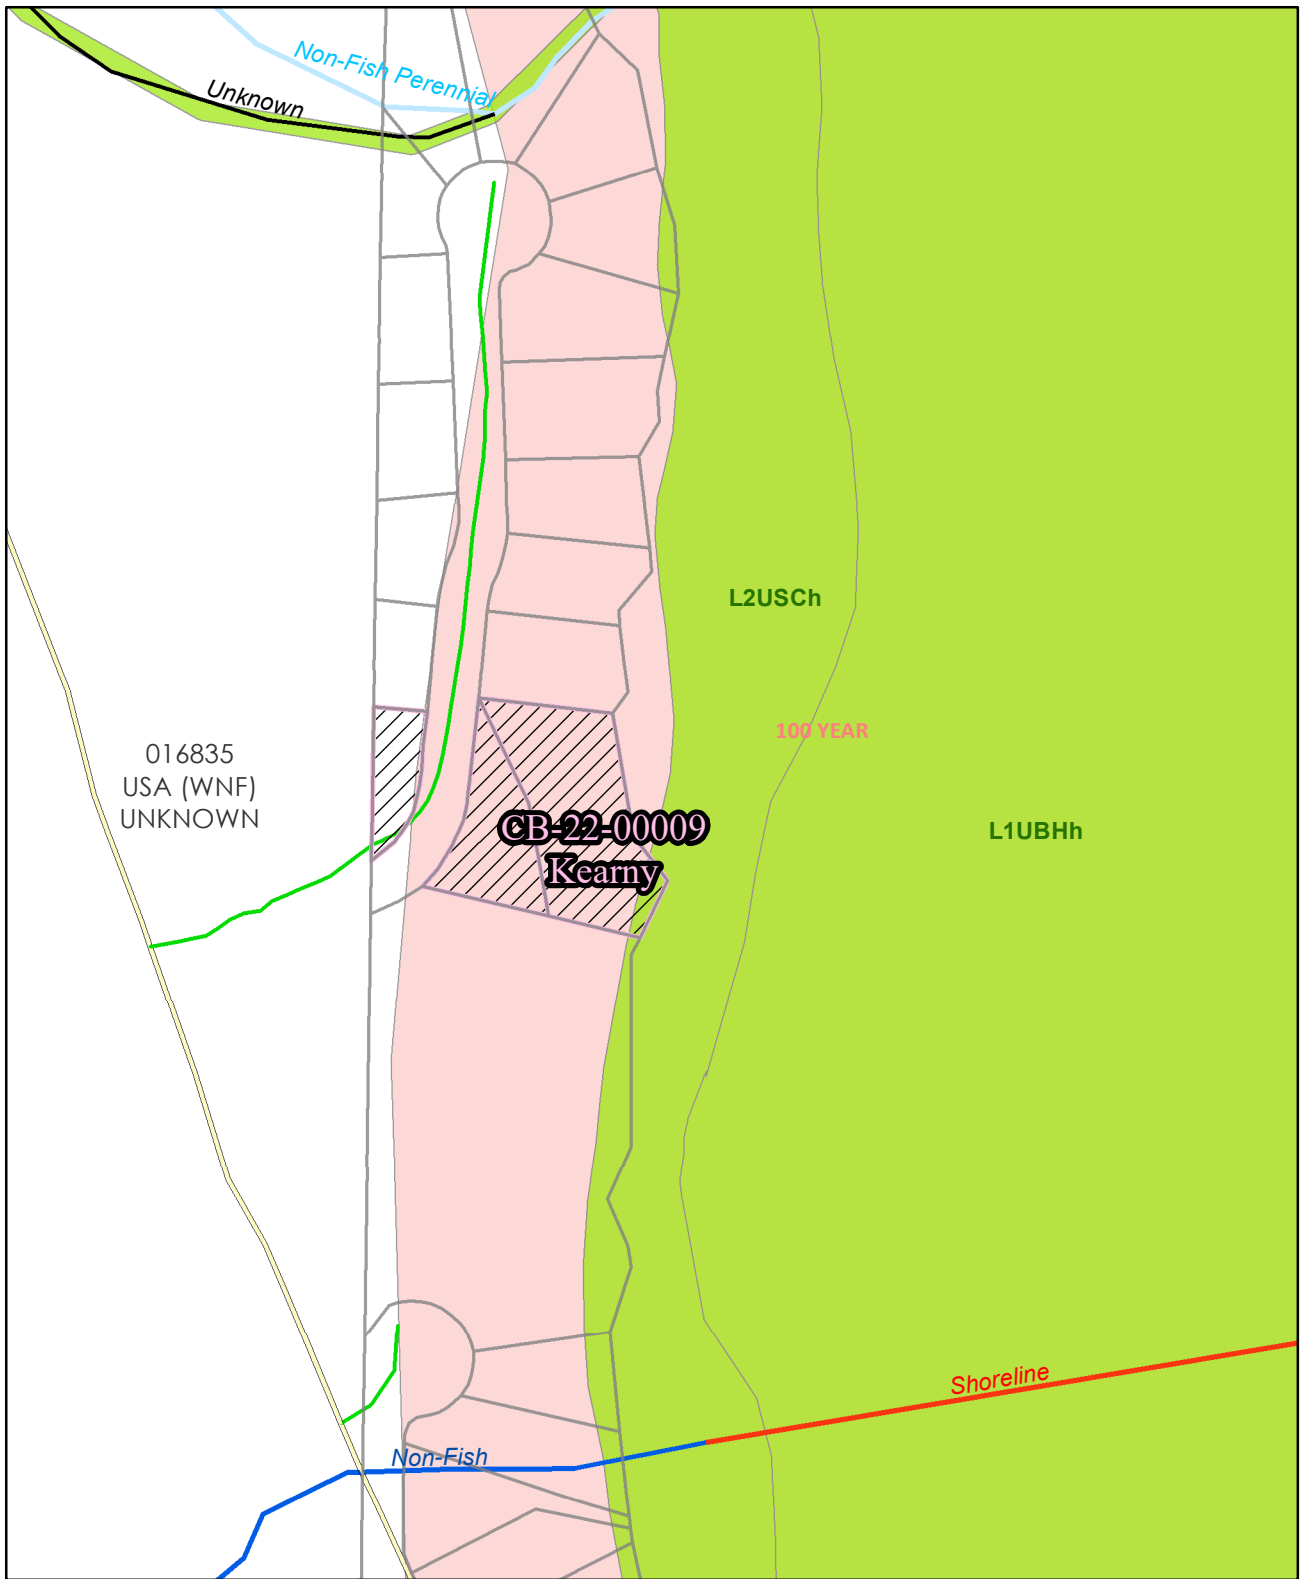 Non-Fish Perennial
Unknown
L2USCh
100 YEAR
016835
USA (WNF)
UNKNOWN
CB-22-00009
Kearny
L1UBHh
Shoreline
Non-Fish